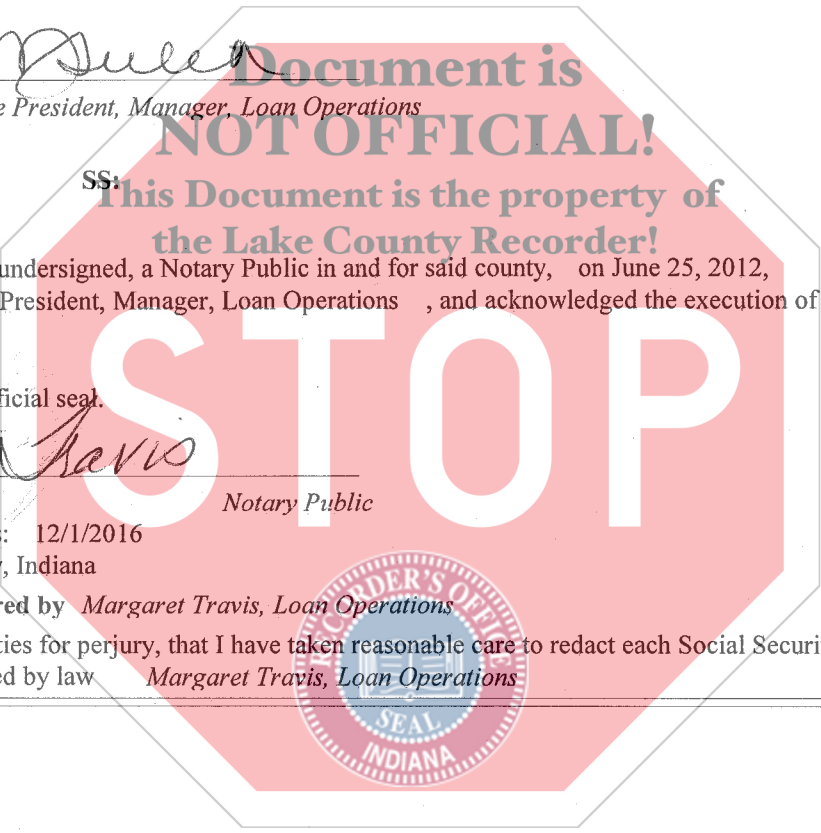 Document is
e President, Manager, Loan Operations
NOT OFFICIAL!
SS:
This Document is the property of
the Lake County Recorder!
undersigned, a Notary Public in and for said county, on June 25, 2012,
President, Manager, Loan Operations , and acknowledged the execution of
STOP
ficial seal.
Travis
Notary Public
s: 12/1/2016
y, Indiana
red by Margaret Travis, Loan Operations
ties for perjury, that I have taken reasonable care to redact each Social Securi
ed by law Margaret Travis, Loan Operations
RECORDER'S OFFICE
SEAL
INDIANA